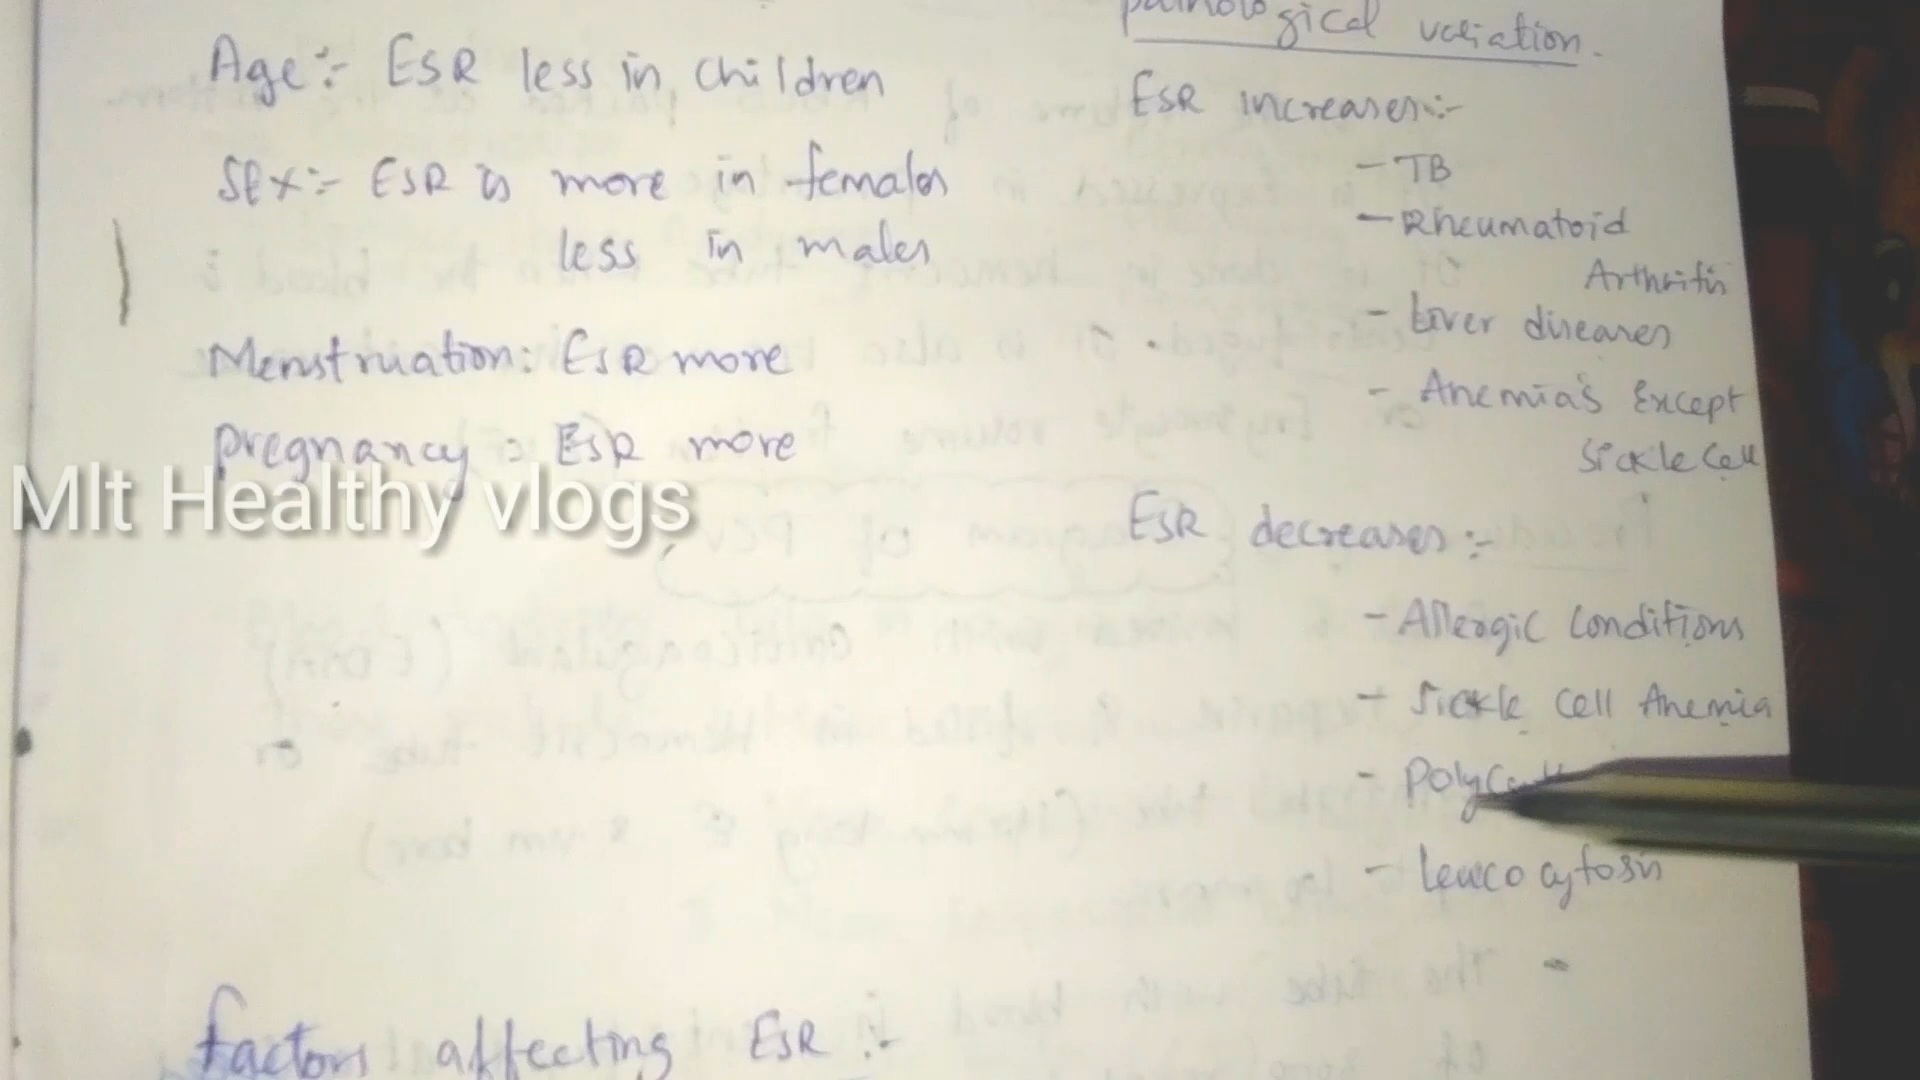 Age:- ESR less in children
Sex:- ESR is more in females
less in males
Menstruation: ESR more
pregnancy : ESR more
Mlt Healthy vlogs
pathological variation.
ESR increases:-
- TB
- Rheumatoid
Arthritis
- Liver diseases
- Anemia's Except
Sickle Cell
ESR decreases :-
- Allergic Conditions
- Sickle Cell Anemia
- Leucocytosis
factors affecting ESR :-